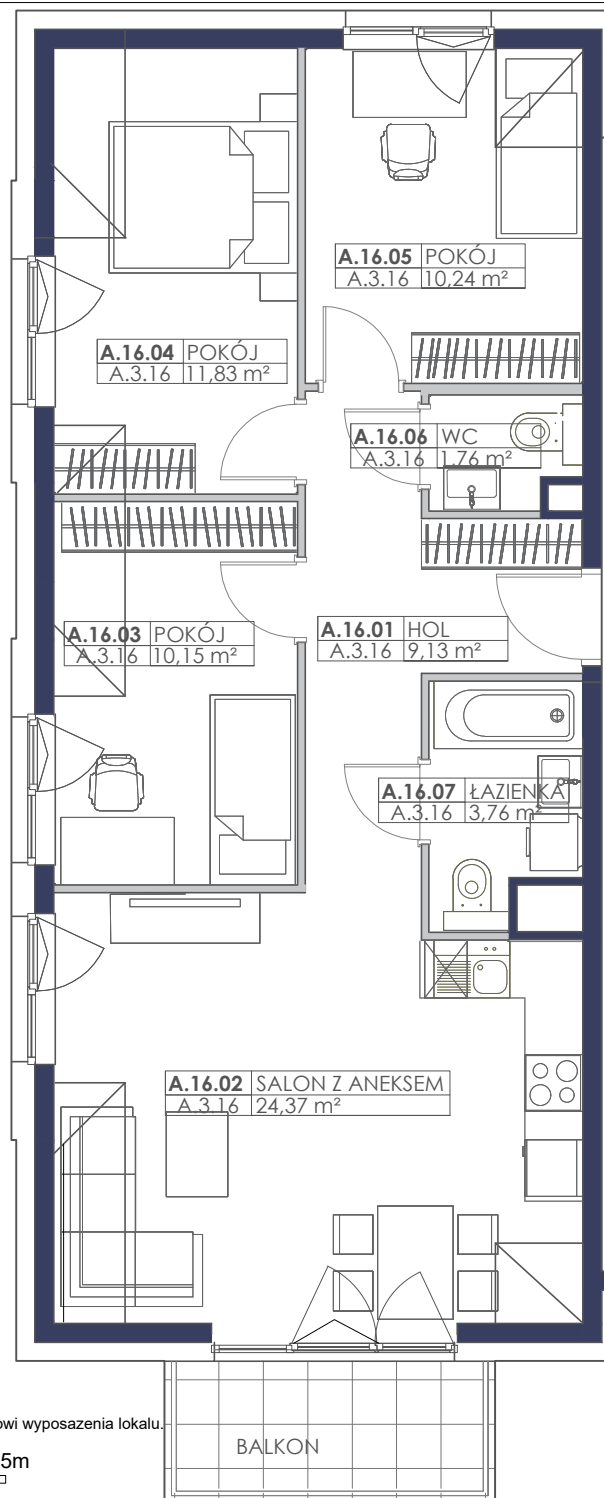 A.16.05 POKÓJ
A.3.16 10,24 m²
A.16.04 POKÓJ
A.3.16 11,83 m²
A.16.06 WC
A.3.16 1,76 m²
A.16.03 POKÓJ
A.3.16 10,15 m²
A.16.01 HOL
A.3.16 9,13 m²
A.16.07 ŁAZIENKA
A.3.16 3,76 m²
A.16.02 SALON Z ANEKSEM
A.3.16 24,37 m²
wyposazenia lokalu.
5m
BALKON